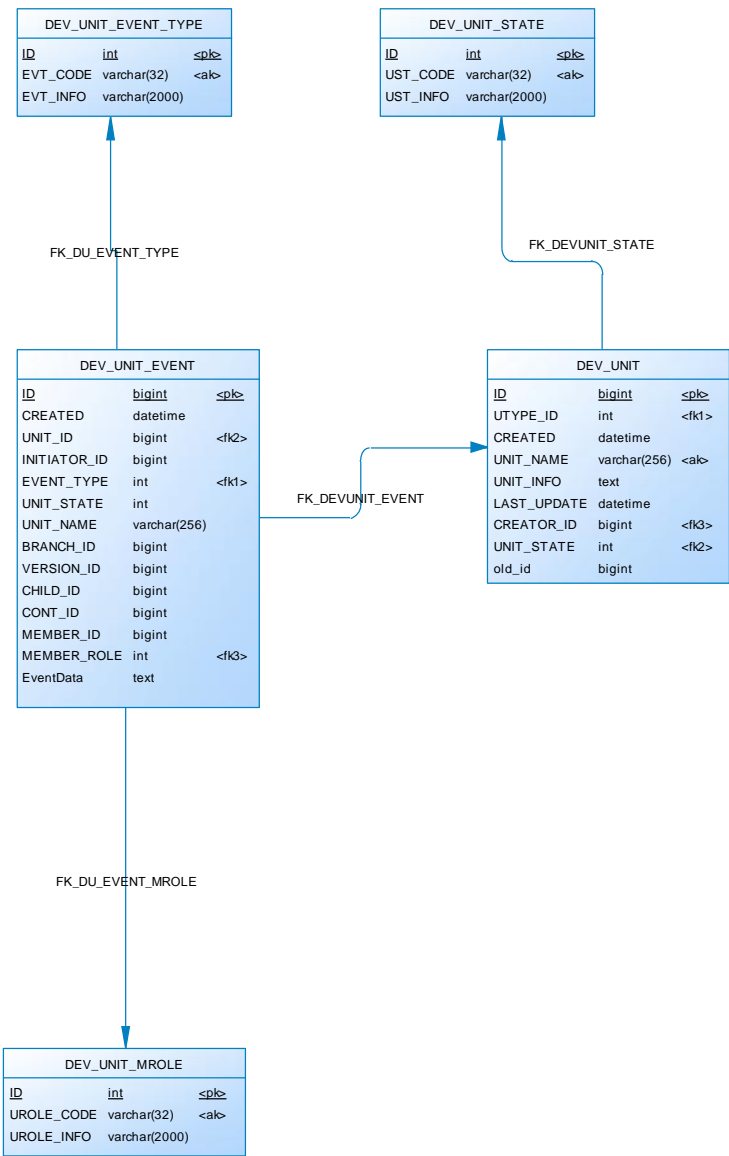 DEV_UNIT_EVENT_TYPE
ID int <pk>
EVT_CODE varchar(32) <ak>
EVT_INFO varchar(2000)
DEV_UNIT_STATE
ID int <pk>
UST_CODE varchar(32) <ak>
UST_INFO varchar(2000)
FK_DU_EVENT_TYPE
FK_DEVUNIT_STATE
DEV_UNIT_EVENT
ID bigint <pk>
CREATED datetime
UNIT_ID bigint <fk2>
INITIATOR_ID bigint
EVENT_TYPE int <fk1>
UNIT_STATE int
UNIT_NAME varchar(256)
BRANCH_ID bigint
VERSION_ID bigint
CHILD_ID bigint
CONT_ID bigint
MEMBER_ID bigint
MEMBER_ROLE int <fk3>
EventData text
FK_DEVUNIT_EVENT
DEV_UNIT
ID bigint <pk>
UTYPE_ID int <fk1>
CREATED datetime
UNIT_NAME varchar(256) <ak>
UNIT_INFO text
LAST_UPDATE datetime
CREATOR_ID bigint <fk3>
UNIT_STATE int <fk2>
old_id bigint
FK_DU_EVENT_MROLE
DEV_UNIT_MROLE
ID int <pk>
UROLE_CODE varchar(32) <ak>
UROLE_INFO varchar(2000)